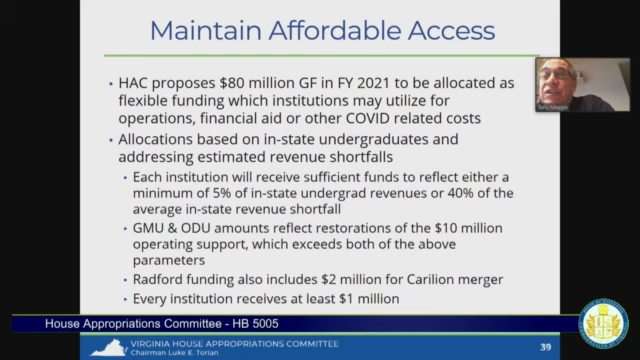 Maintain Affordable Access
• HAC proposes $80 million GF in FY 2021 to be allocated as
flexible funding which institutions may utilize for
operations, financial aid or other COVID related costs
• Allocations based on in-state undergraduates and
addressing estimated revenue shortfalls
• Each institution will receive sufficient funds to reflect either a
minimum of 5% of in-state undergrad revenues or 40% of the
average in-state revenue shortfall
• GMU & ODU amounts reflect restorations of the $10 million
operating support, which exceeds both of the above
parameters
• Radford funding also includes $2 million for Carilion merger
• Every institution receives at least $1 million
Tony Maggio
House Appropriations Committee - HB 5005
VIRGINIA HOUSE APPROPRIATIONS COMMITTEE
Chairman Luke E. Torian
39